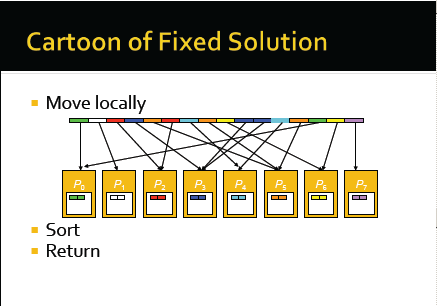 Cartoon of Fixed Solution
Move locally
P0 P1 P2 P3 P4 P5 P6 P7
Sort
Return